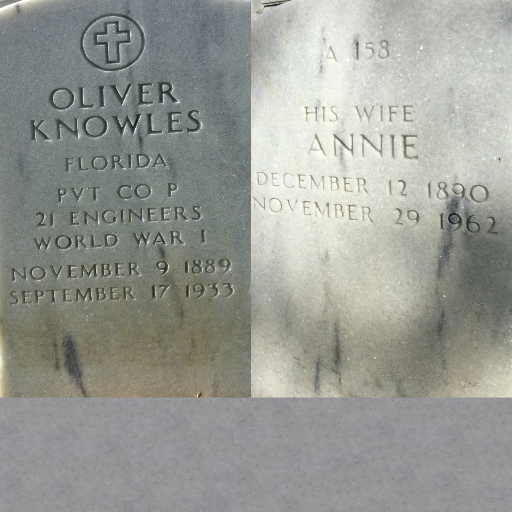 OLIVER
KNOWLES
FLORIDA
PVT CO P
21 ENGINEERS
WORLD WAR I
NOVEMBER 9 1889
SEPTEMBER 17 1933
A 158
HIS WIFE
ANNIE
DECEMBER 12 1890
NOVEMBER 29 1962